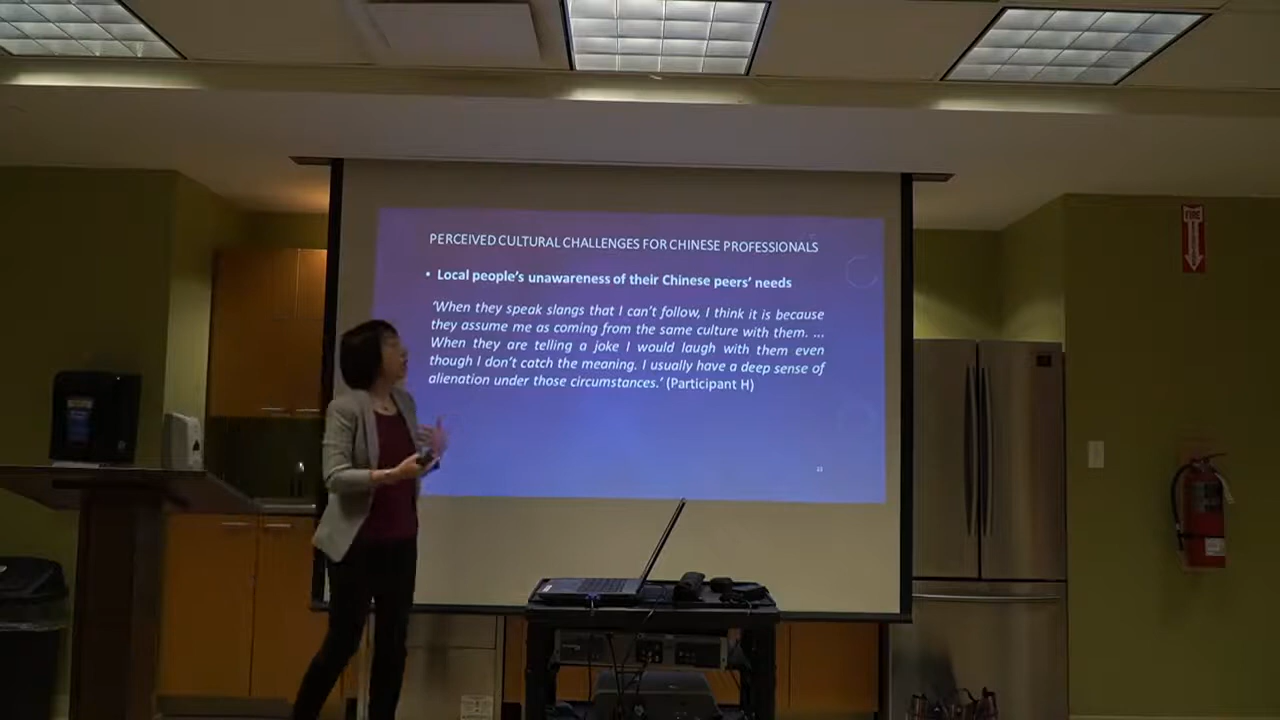 PERCEIVED CULTURAL CHALLENGES FOR CHINESE PROFESSIONALS
• Local people's unawareness of their Chinese peers' needs
'When they speak slangs that I can't follow, I think it is because
they assume me as coming from the same culture with them. ...
When they are telling a joke I would laugh with them even
though I don't catch the meaning. I usually have a deep sense of
alienation under those circumstances.' (Participant H)
FIRE